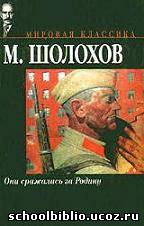 МИРОВАЯ КЛАССИКА
М. ШОЛОХОВ
Они сражались за Родину
schoolbiblio.ucoz.ru